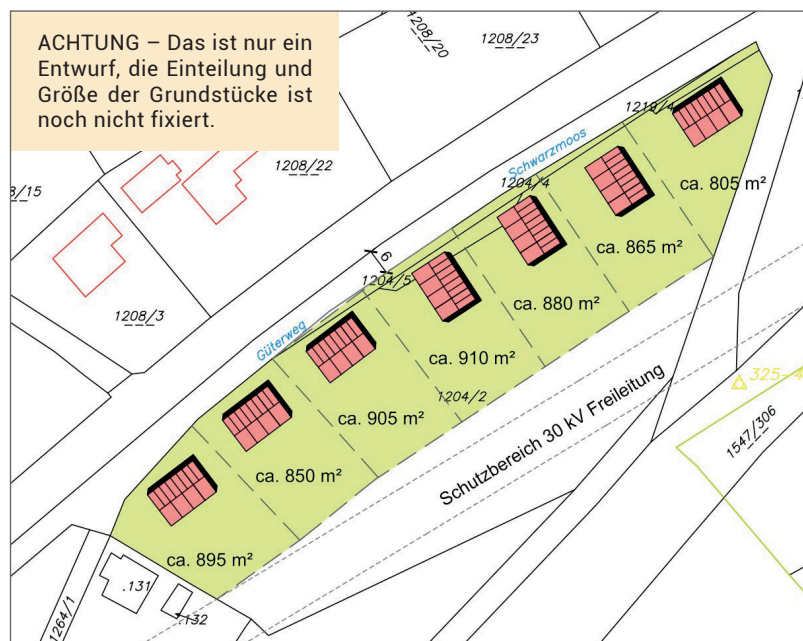 ACHTUNG – Das ist nur ein
Entwurf, die Einteilung und
Größe der Grundstücke ist
noch nicht fixiert.
1208/20
1208/23
1208/22
8/15
1208/3
1219/4
Schwarzmoos
1204/4
6
1204/5
Güterweg
ca. 805 m²
ca. 865 m²
ca. 880 m²
ca. 910 m²
1204/2
ca. 905 m²
ca. 850 m²
ca. 895 m²
Schutzbereich 30 kV Freileitung
325-4
1547/306
.131
.132
1264/1